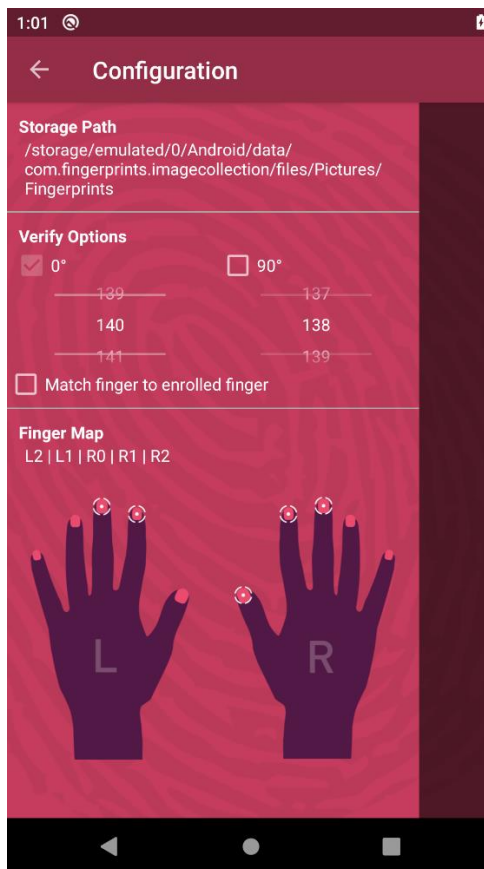 1:01
Configuration
Storage Path
/storage/emulated/0/Android/data/
com.fingerprints.imagecollection/files/Pictures/
Fingerprints
Verify Options
0° 90°
139 137
140 138
141 139
Match finger to enrolled finger
Finger Map
L2 | L1 | R0 | R1 | R2
L R